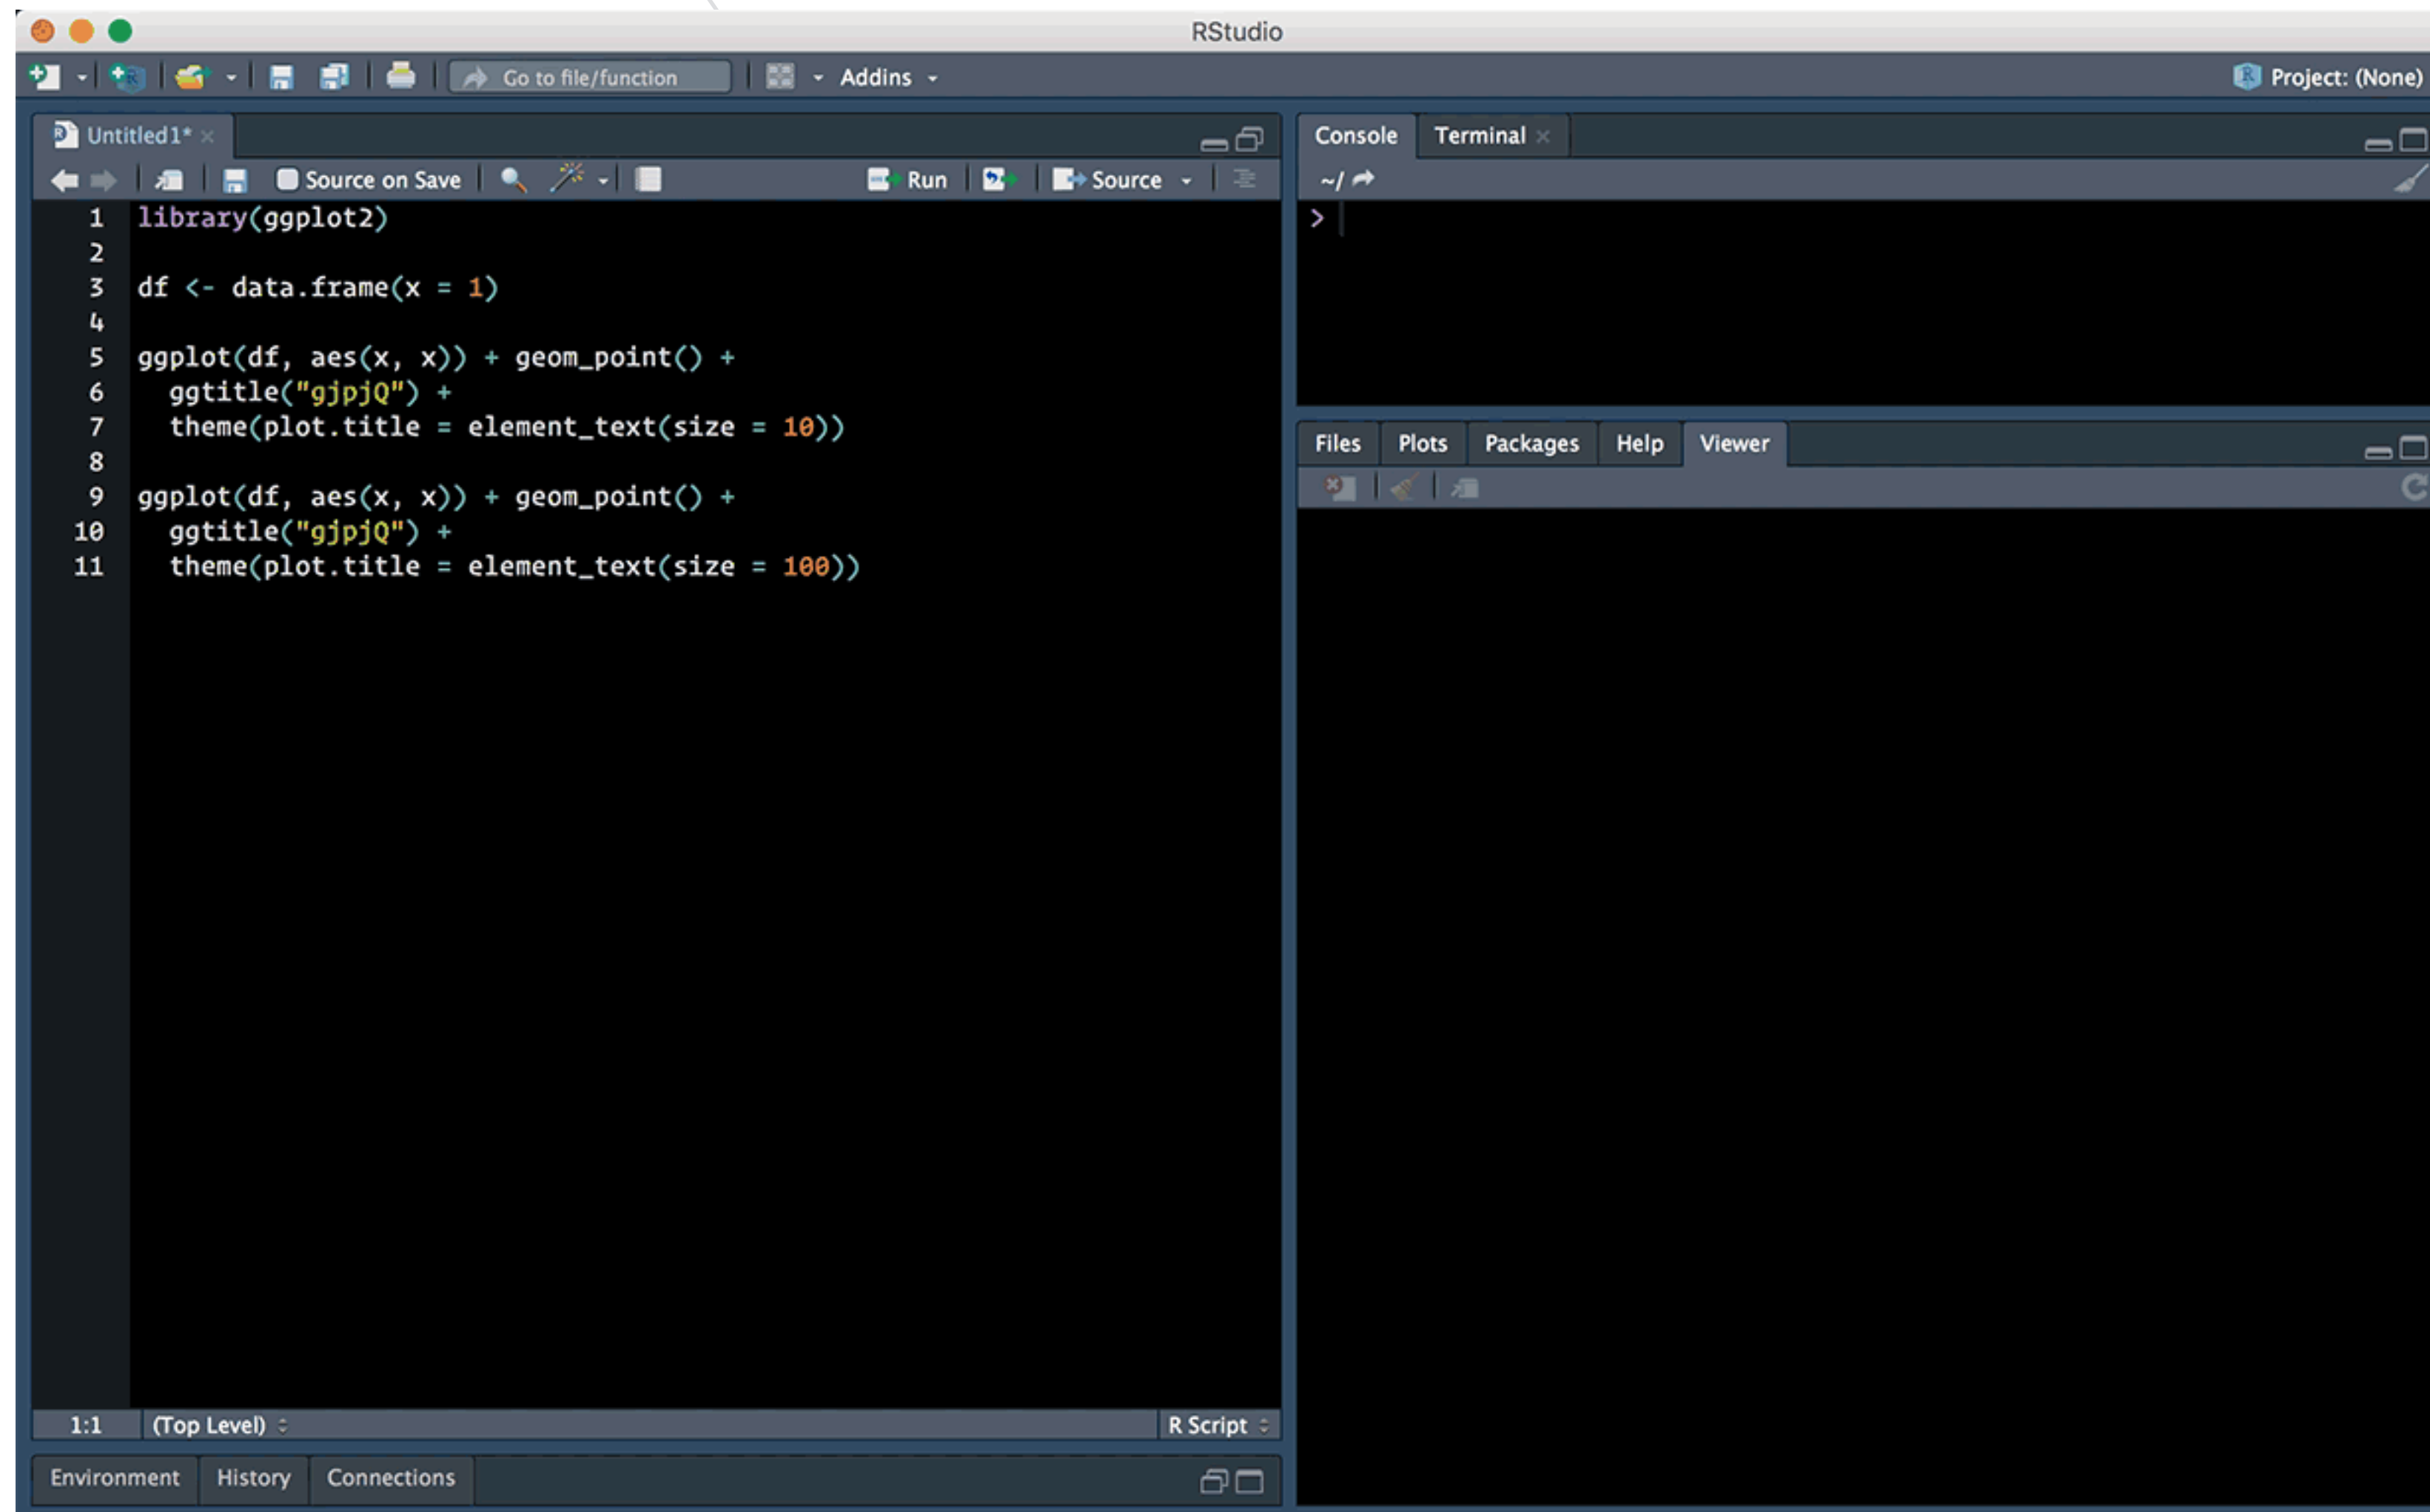 RStudio
Go to file/function Addins Project: (None)
Untitled1*
Source on Save Run Source
1 library(ggplot2)
2
3 df <- data.frame(x = 1)
4
5 ggplot(df, aes(x, x)) + geom_point() +
6   ggtitle("gjpjQ") +
7   theme(plot.title = element_text(size = 10))
8
9 ggplot(df, aes(x, x)) + geom_point() +
10   ggtitle("gjpjQ") +
11   theme(plot.title = element_text(size = 100))
1:1 (Top Level) R Script
Environment History Connections
Console Terminal
~/
>
Files Plots Packages Help Viewer